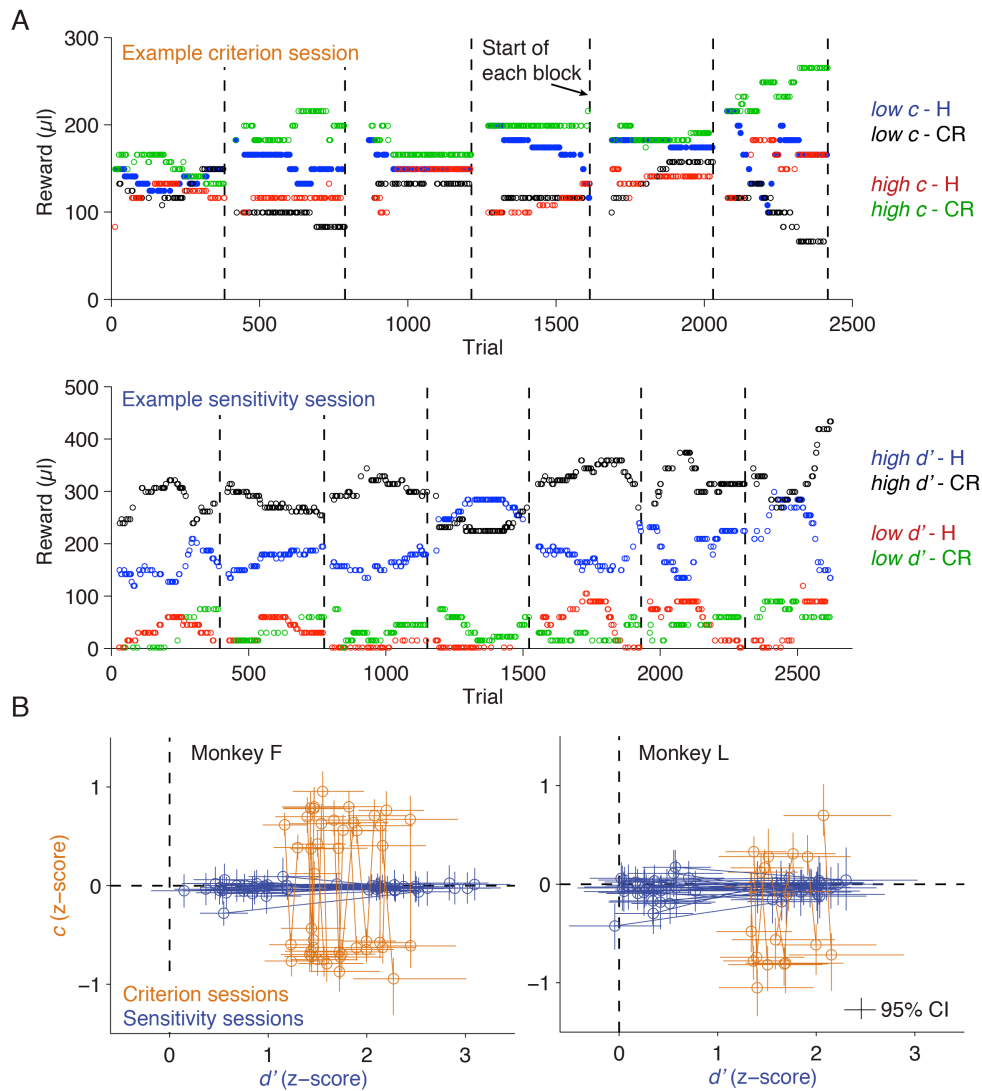 A
Example criterion session
Start of
each block
Reward (µl)
300
200
100
0
0
500
1000
1500
2000
2500
Trial
low c - H
low c - CR
high c - H
high c - CR
Example sensitivity session
Reward (µl)
500
400
300
200
100
0
0
500
1000
1500
2000
2500
Trial
high d’ - H
high d’ - CR
low d’ - H
low d’ - CR
B
Monkey F
c (z−score)
1
0
−1
Criterion sessions
Sensitivity sessions
0
1
2
3
d’ (z−score)
Monkey L
1
0
−1
95% CI
0
1
2
3
d’ (z−score)